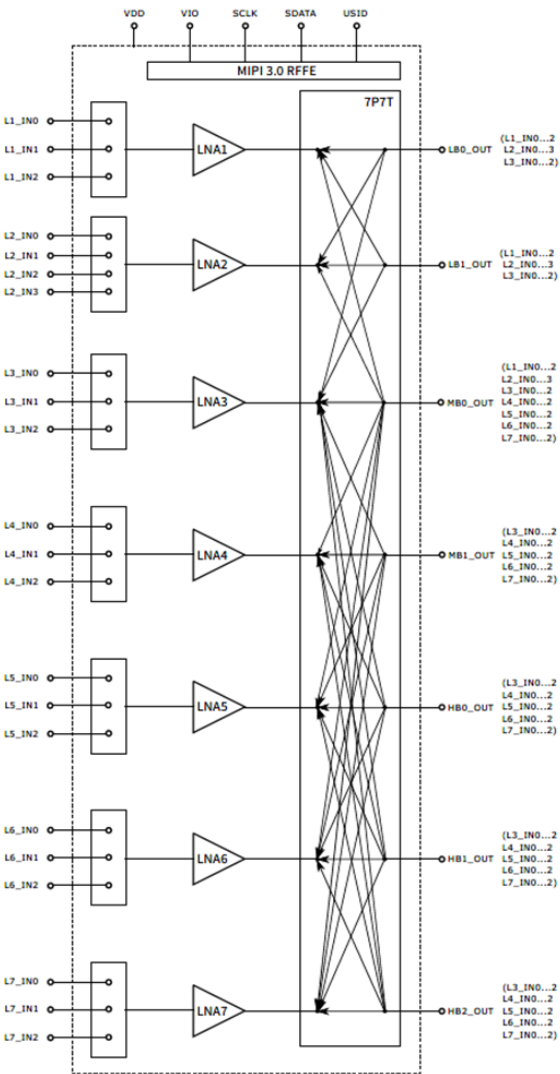 VDD VIO SCLK SDATA USID
MIPI 3.0 RFFE
7P7T
L1_IN0
L1_IN1
L1_IN2
LNA1
LB0_OUT
(L1_IN0...2
L2_IN0...3
L3_IN0...2)
L2_IN0
L2_IN1
L2_IN2
L2_IN3
LNA2
LB1_OUT
(L1_IN0...2
L2_IN0...3
L3_IN0...2)
L3_IN0
L3_IN1
L3_IN2
LNA3
MB0_OUT
(L1_IN0...2
L2_IN0...3
L3_IN0...2
L4_IN0...2
L5_IN0...2
L6_IN0...2
L7_IN0...2)
L4_IN0
L4_IN1
L4_IN2
LNA4
MB1_OUT
(L3_IN0...2
L4_IN0...2
L5_IN0...2
L6_IN0...2
L7_IN0...2)
L5_IN0
L5_IN1
L5_IN2
LNA5
HB0_OUT
(L3_IN0...2
L4_IN0...2
L5_IN0...2
L6_IN0...2
L7_IN0...2)
L6_IN0
L6_IN1
L6_IN2
LNA6
HB1_OUT
(L3_IN0...2
L4_IN0...2
L5_IN0...2
L6_IN0...2
L7_IN0...2)
L7_IN0
L7_IN1
L7_IN2
LNA7
HB2_OUT
(L3_IN0...2
L4_IN0...2
L5_IN0...2
L6_IN0...2
L7_IN0...2)